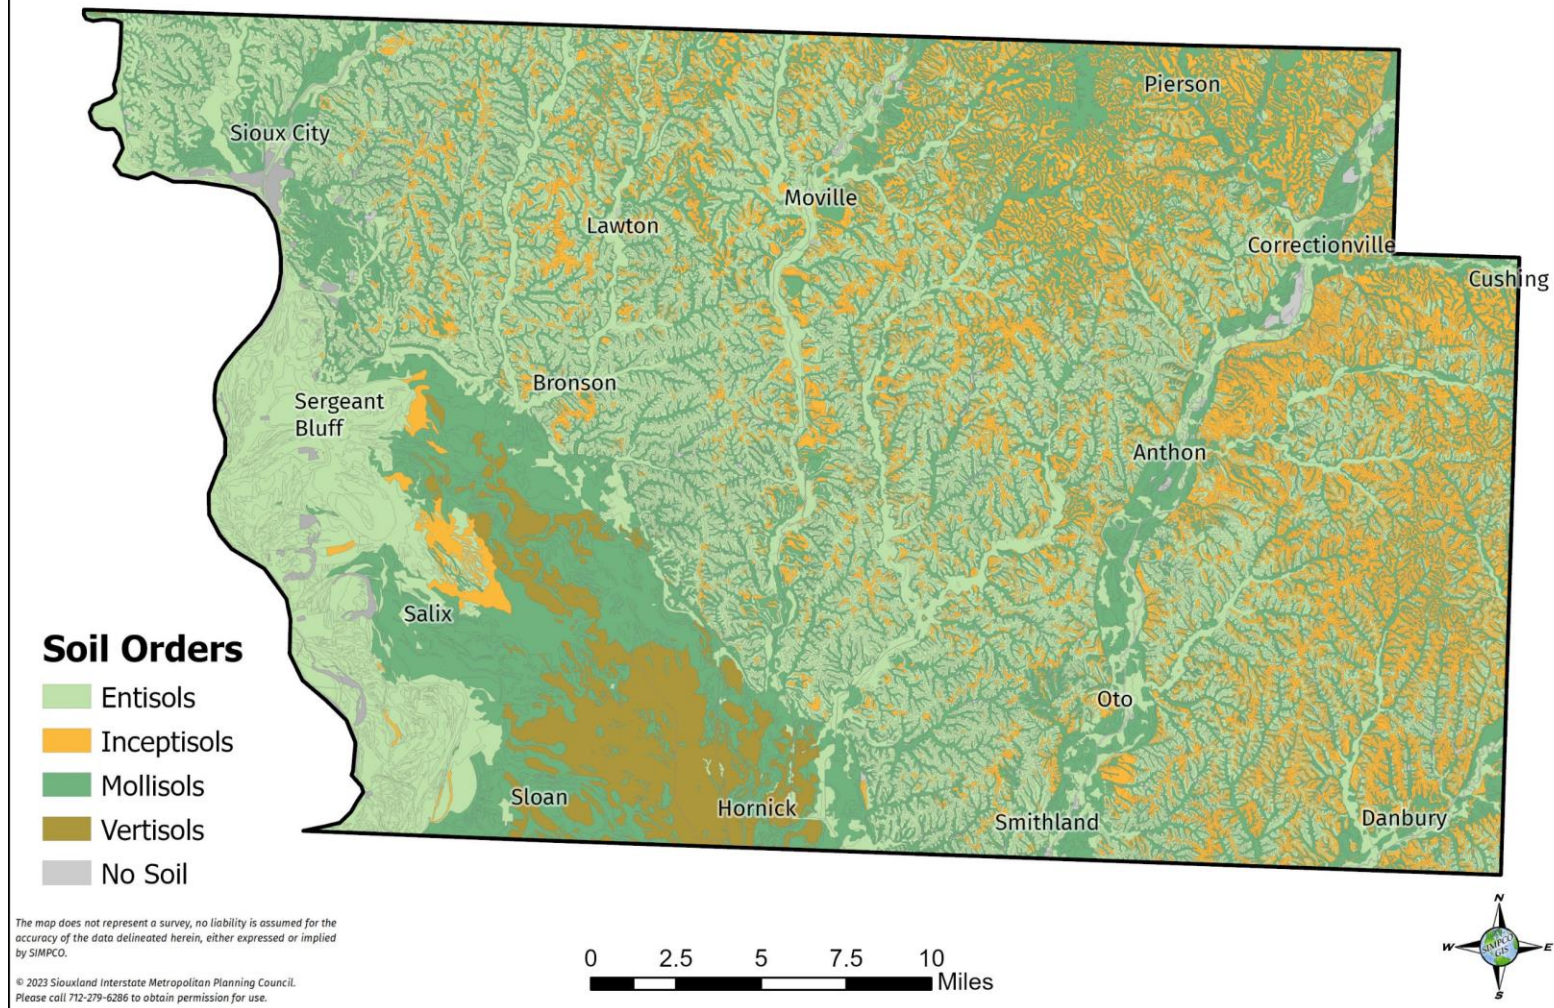 Pierson
Sioux City
Moville
Lawton
Correctionville
Cushing
Bronson
Sergeant
Bluff
Anthon
Salix
Oto
Sloan
Hornick
Smithland
Danbury
Soil Orders
Entisols
Inceptisols
Mollisols
Vertisols
No Soil
The map does not represent a survey, no liability is assumed for the
accuracy of the data delineated herein, either expressed or implied
by SIMPCO.
© 2023 Siouxland Interstate Metropolitan Planning Council.
Please call 712-279-6286 to obtain permission for use.
0 2.5 5 7.5 10
Miles
N
W E
SIMPCO
GIS
S